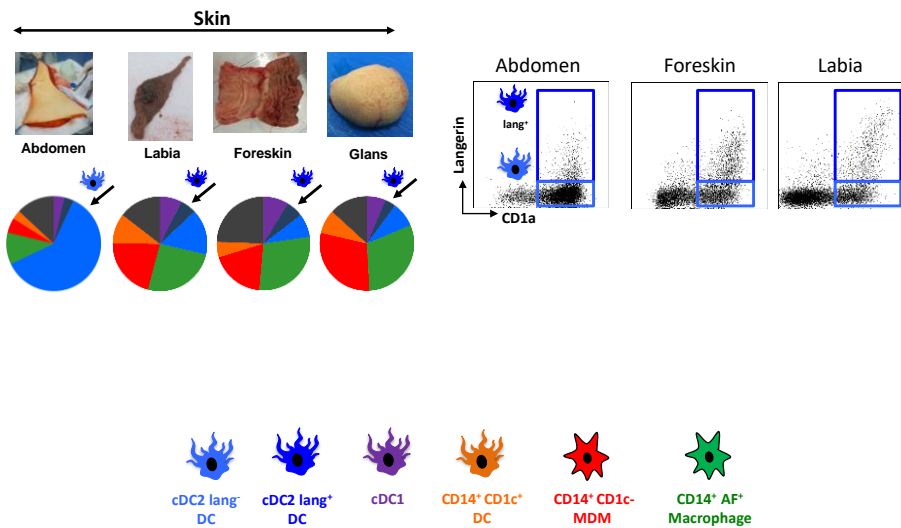 Skin
Abdomen
Labia
Foreskin
Glans
Abdomen
Foreskin
Labia
Langerin
lang⁺
CD1a
cDC2 lang⁻
DC
cDC2 lang⁺
DC
cDC1
CD14⁺ CD1c⁺
DC
CD14⁺ CD1c-
MDM
CD14⁺ AF⁺
Macrophage